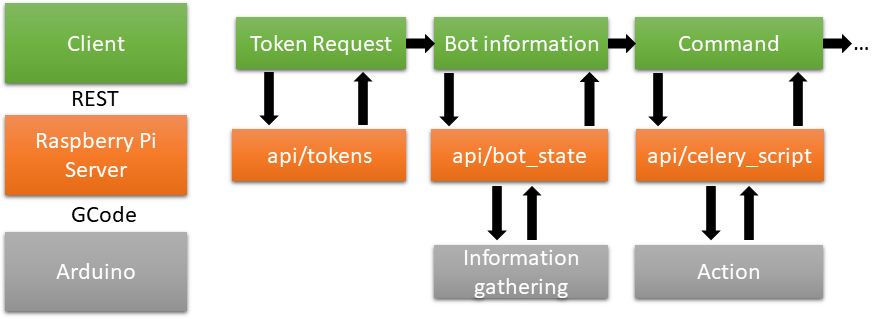 Client
REST
Raspberry Pi
Server
GCode
Arduino
Token Request
Bot information
Command
...
api/tokens
api/bot_state
api/celery_script
Information
gathering
Action